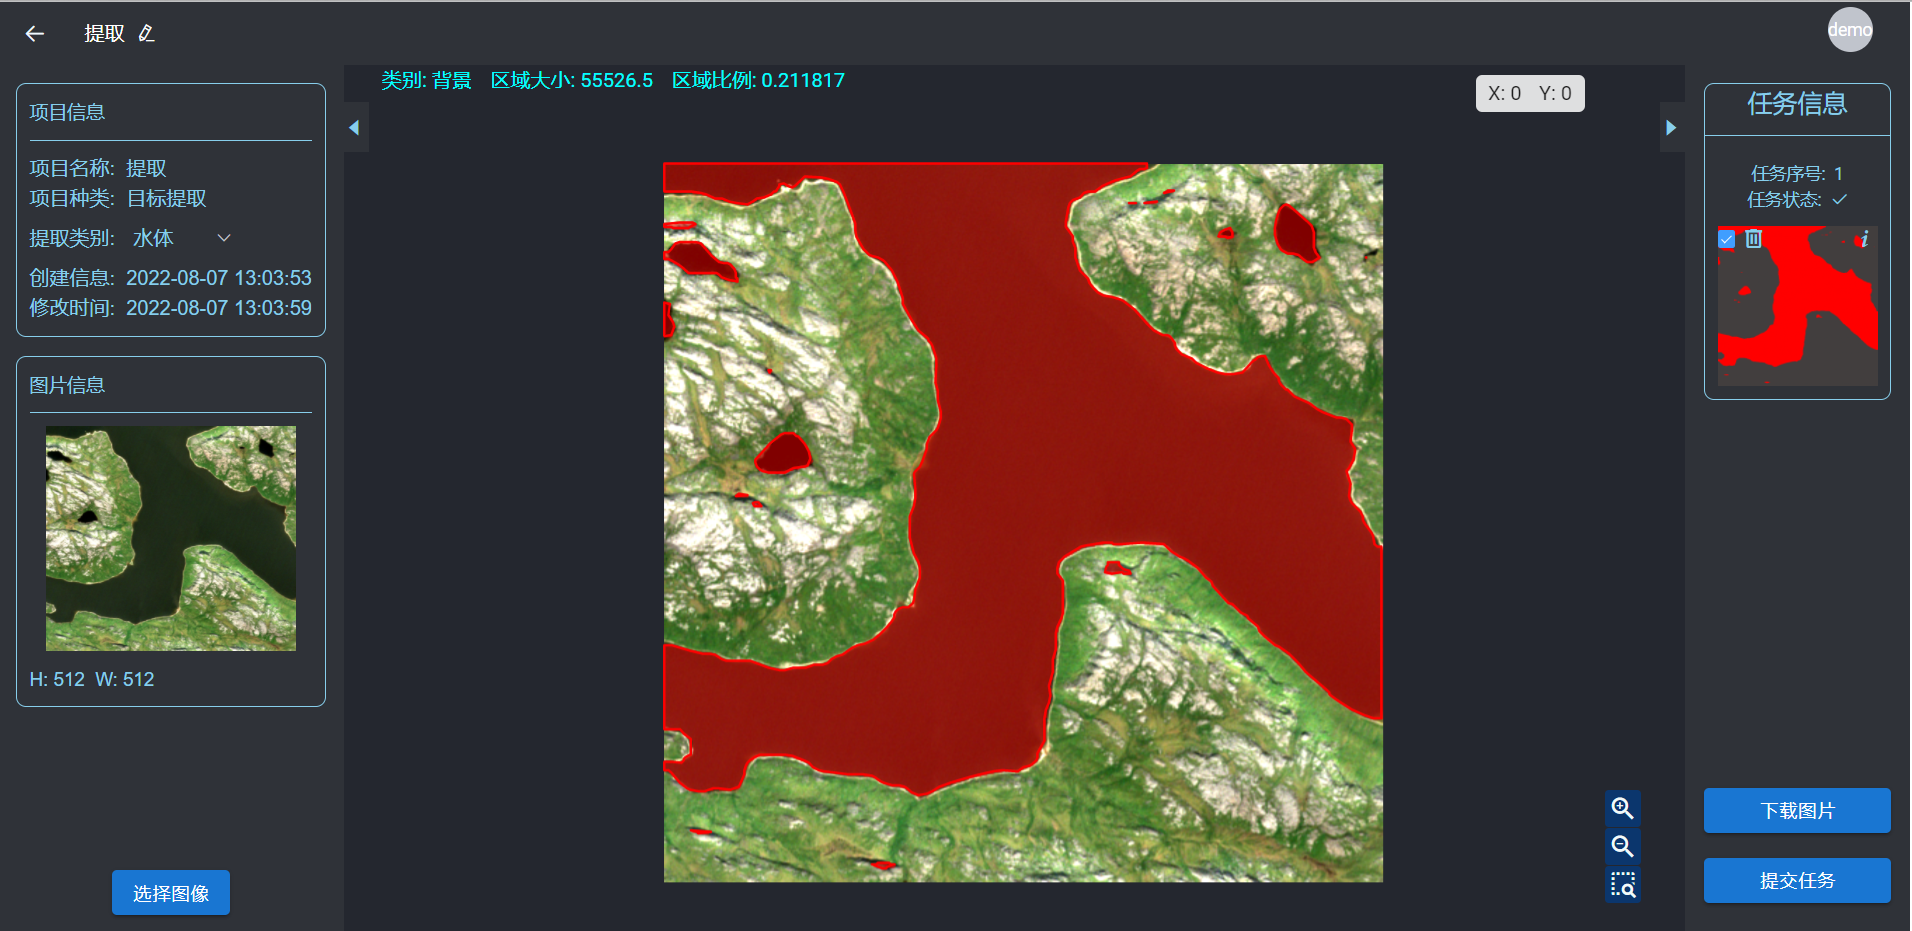 提取
demo
项目信息
项目名称: 提取
项目种类: 目标提取
提取类别: 水体
创建信息: 2022-08-07 13:03:53
修改时间: 2022-08-07 13:03:59
图片信息
H: 512 W: 512
选择图像
类别: 背景 区域大小: 55526.5 区域比例: 0.211817
X: 0 Y: 0
任务信息
任务序号: 1
任务状态:
i
下载图片
提交任务